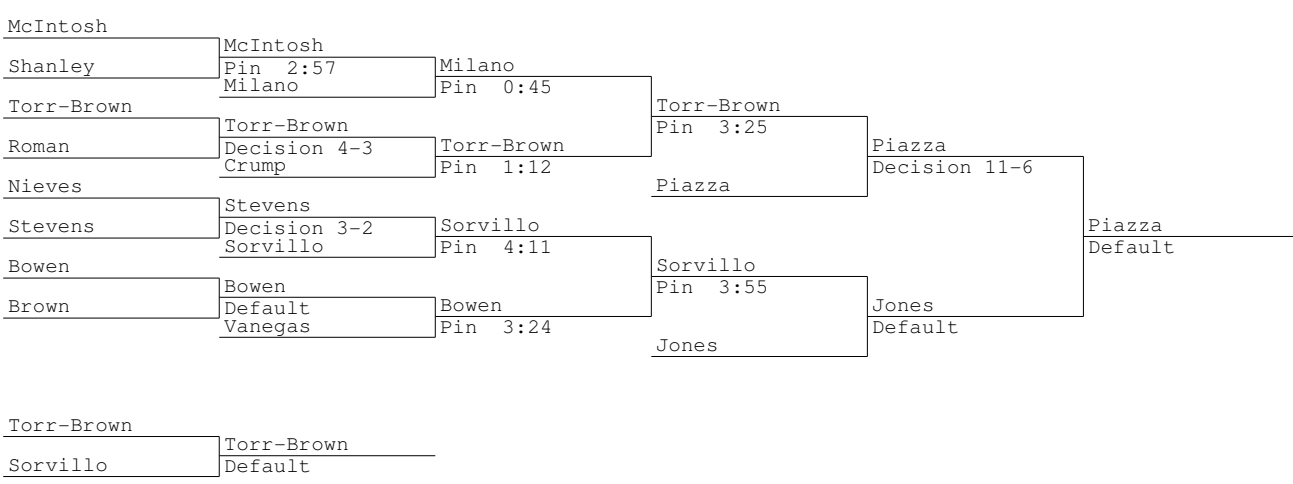 McIntosh
McIntosh
Shanley
Pin 2:57
Milano
Milano
Pin 0:45
Torr-Brown
Torr-Brown
Torr-Brown
Pin 3:25
Roman
Decision 4-3
Torr-Brown
Piazza
Crump
Pin 1:12
Decision 11-6
Nieves
Piazza
Stevens
Stevens
Decision 3-2
Sorvillo
Piazza
Sorvillo
Pin 4:11
Default
Bowen
Sorvillo
Bowen
Pin 3:55
Brown
Default
Bowen
Jones
Vanegas
Pin 3:24
Default
Jones
Torr-Brown
Torr-Brown
Sorvillo
Default